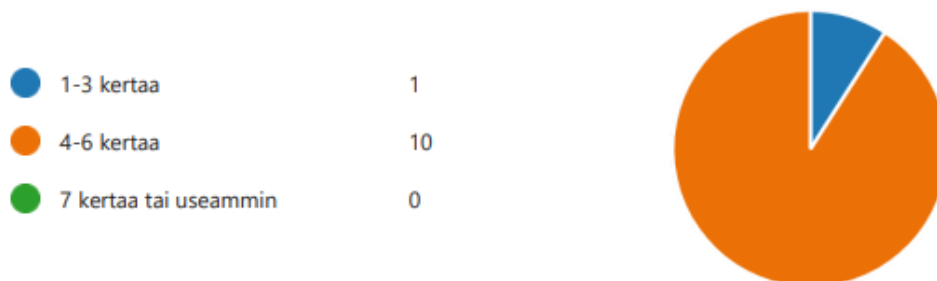 1-3 kertaa 1
4-6 kertaa 10
7 kertaa tai useammin 0